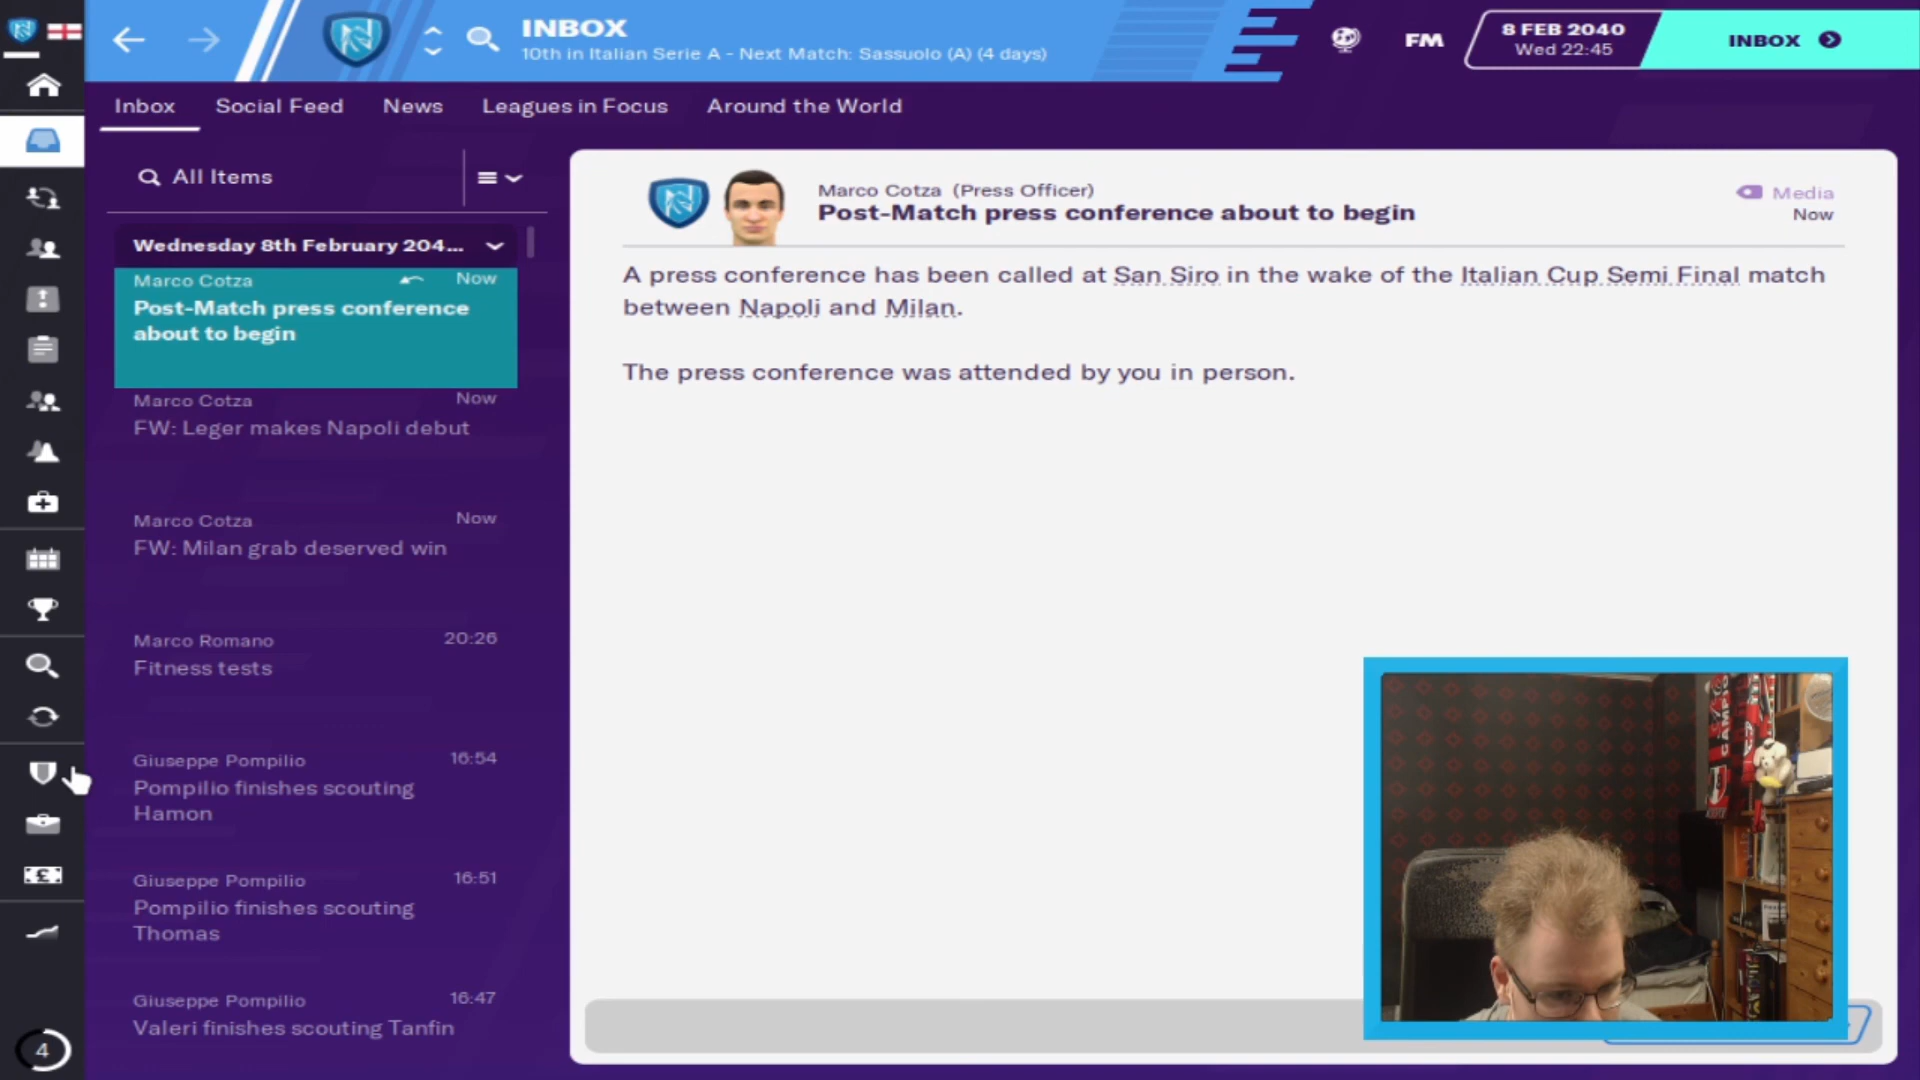 INBOX
10th in Italian Serie A - Next Match: Sassuolo (A) (4 days)
FM
8 FEB 2040
Wed 22:45
INBOX
Inbox
Social Feed
News
Leagues in Focus
Around the World
All Items
Wednesday 8th February 204...
Marco Cotza
Now
Post-Match press conference
about to begin
Marco Cotza
Now
FW: Leger makes Napoli debut
Marco Cotza
Now
FW: Milan grab deserved win
Marco Romano
20:26
Fitness tests
Giuseppe Pompilio
16:54
Pompilio finishes scouting
Hamon
Giuseppe Pompilio
16:51
Pompilio finishes scouting
Thomas
Giuseppe Pompilio
16:47
Valeri finishes scouting Tanfin
4
Marco Cotza (Press Officer)
Post-Match press conference about to begin
Media
Now
A press conference has been called at San Siro in the wake of the Italian Cup Semi Final match
between Napoli and Milan.
The press conference was attended by you in person.